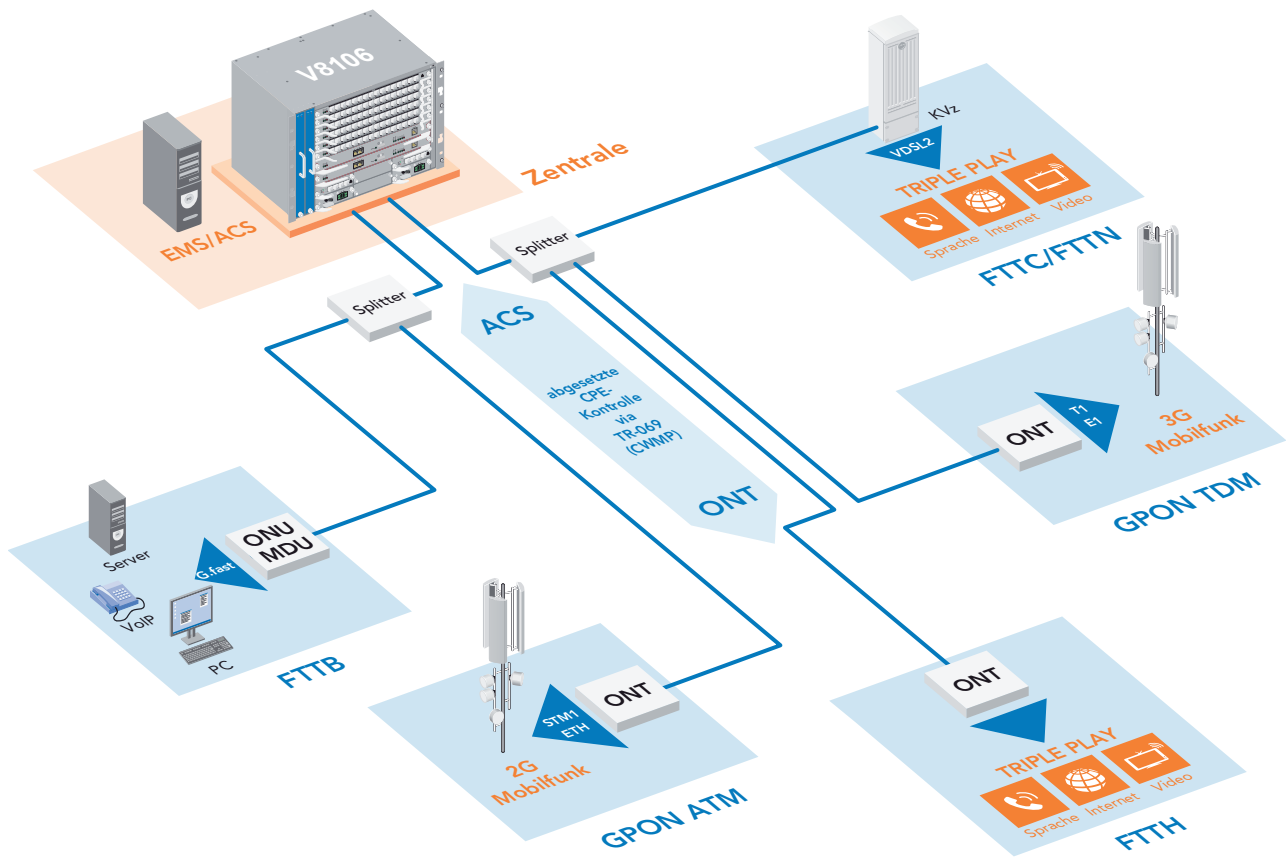 V8106
EMS/ACS
Zentrale
Splitter
Splitter
KVz
VDSL2
TRIPLE PLAY
Sprache
Internet
Video
FTTC/FTTN
ACS
abgesetzte
CPE-
Kontrolle
via
TR-069
(CWMP)
ONT
ONT
T1
E1
3G
Mobilfunk
GPON TDM
Server
VoIP
PC
G.fast
ONU
MDU
FTTB
2G
Mobilfunk
STM1
ETH
ONT
GPON ATM
ONT
TRIPLE PLAY
Sprache
Internet
Video
FTTH